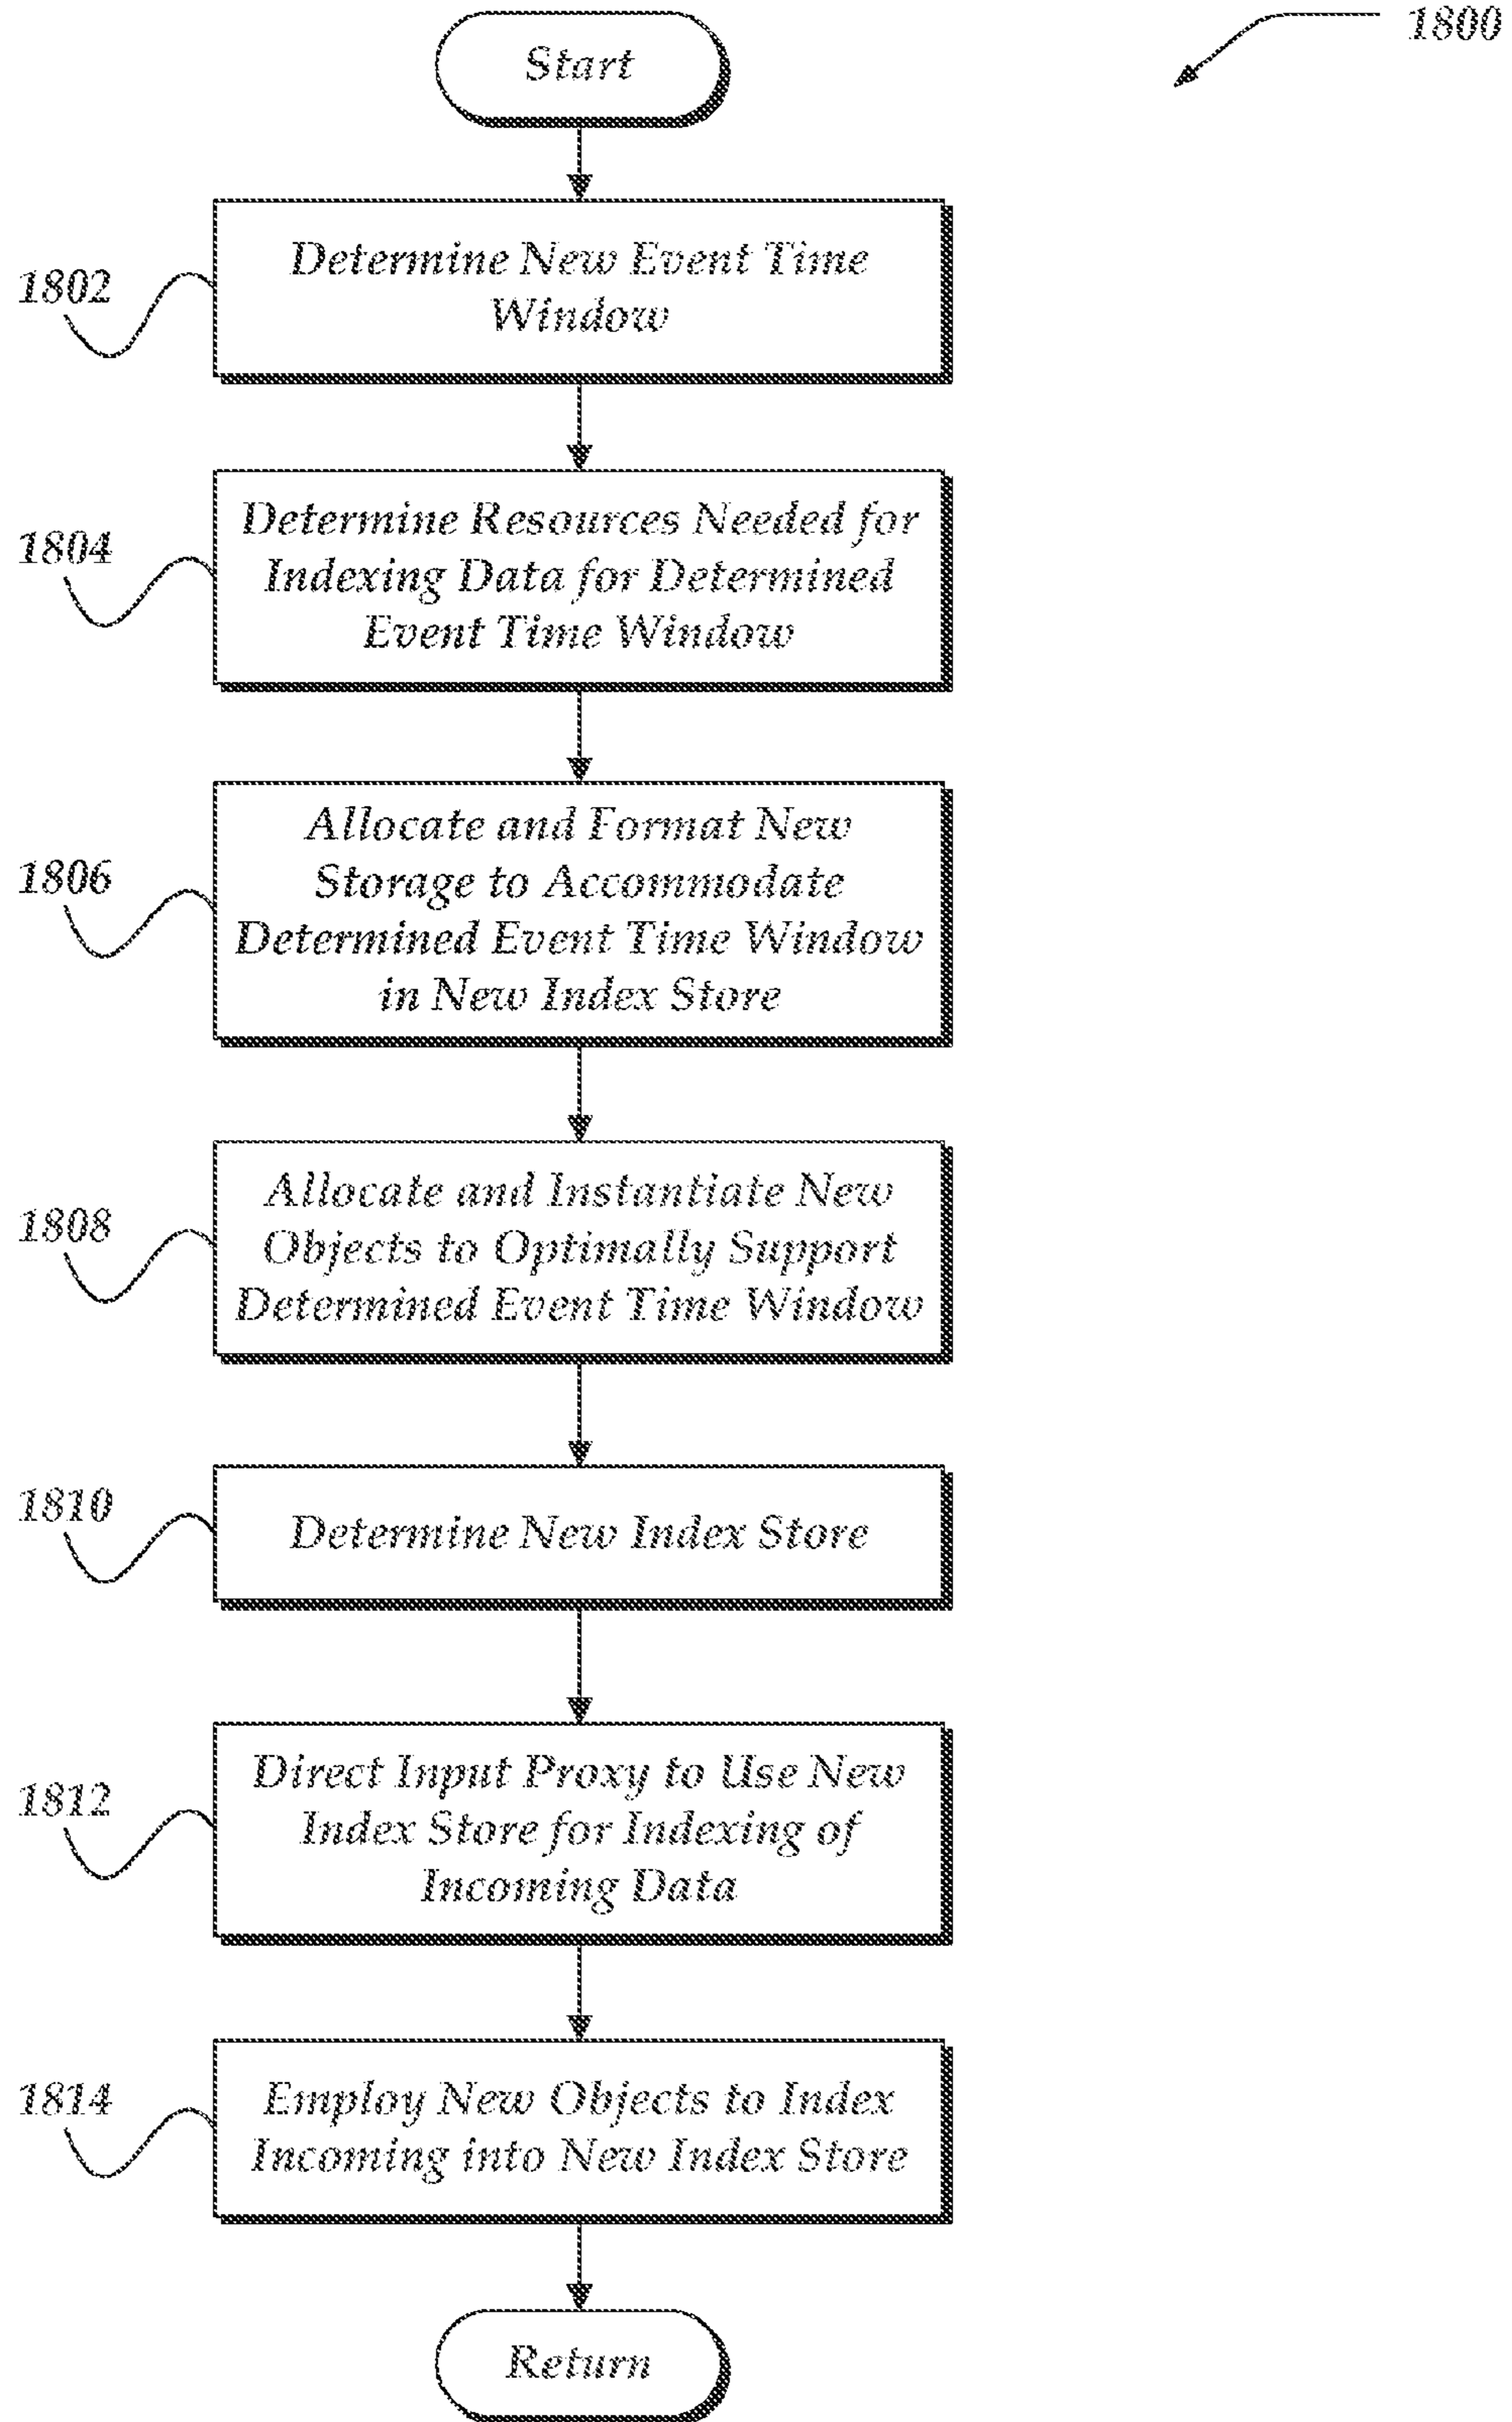 1800
Start
1802
Determine New Event Time
Window
1804
Determine Resources Needed for
Indexing Data for Determined
Event Time Window
1806
Allocate and Format New
Storage to Accommodate
Determined Event Time Window
in New Index Store
1808
Allocate and Instantiate New
Objects to Optimally Support
Determined Event Time Window
1810
Determine New Index Store
1812
Direct Input Proxy to Use New
Index Store for Indexing of
Incoming Data
1814
Employ New Objects to Index
Incoming into New Index Store
Return